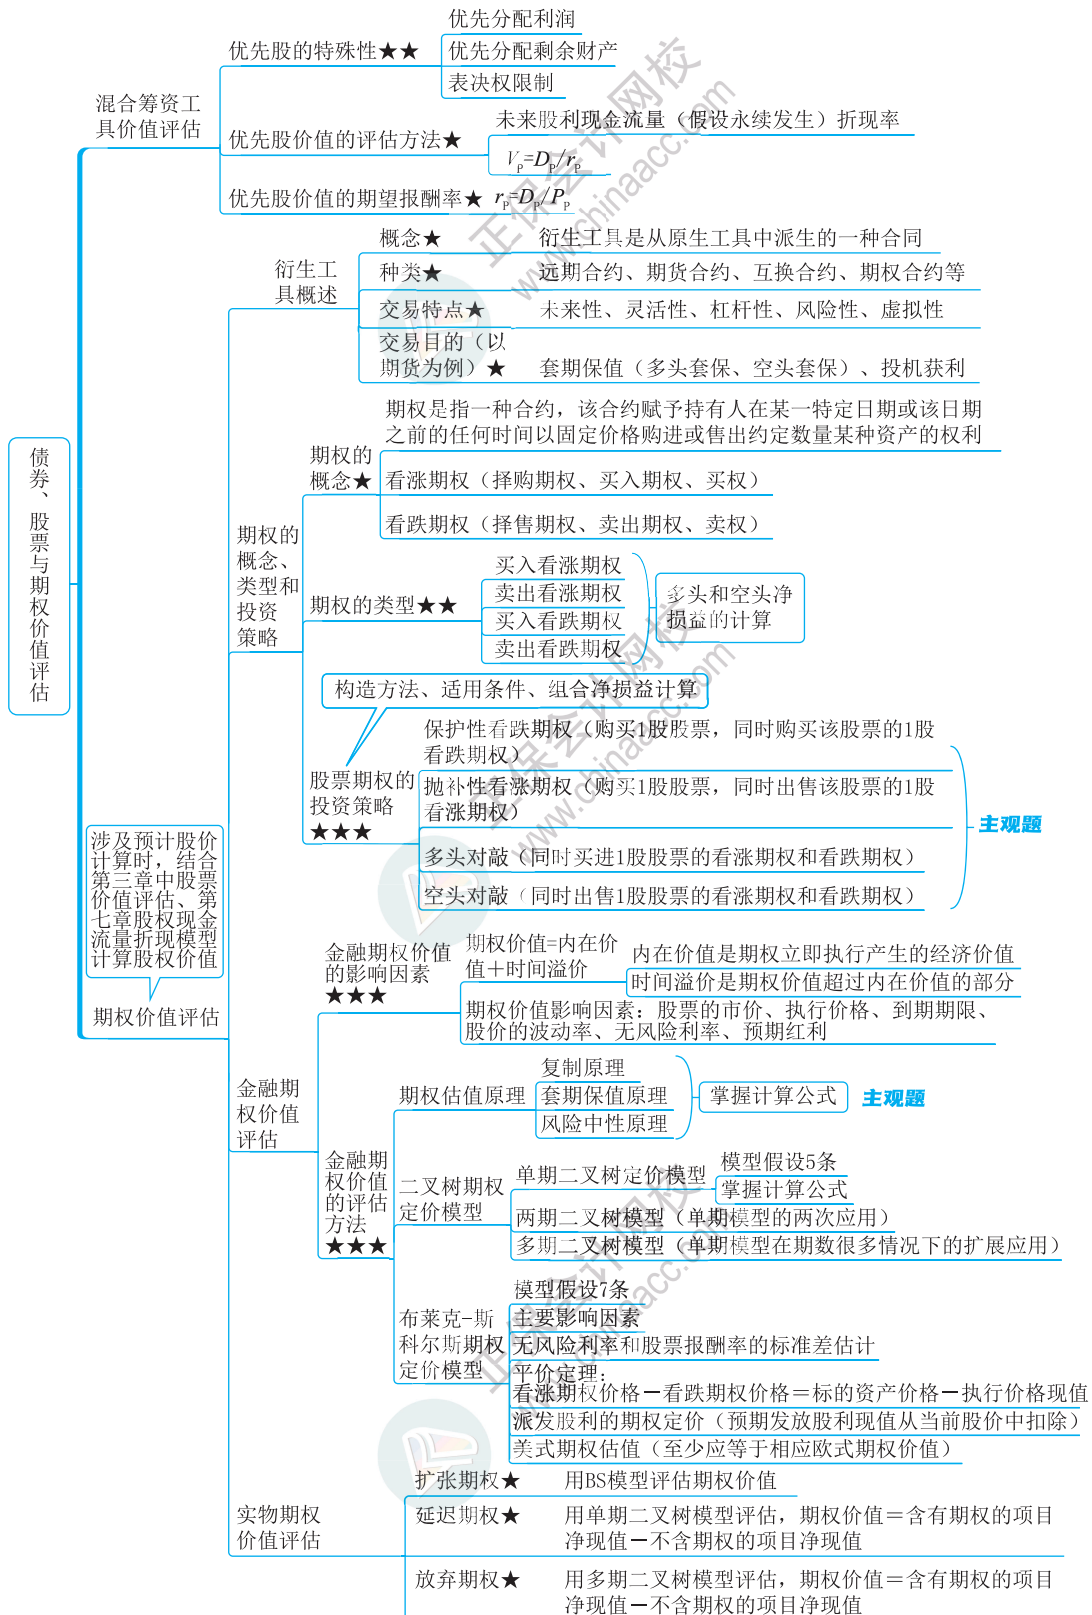 债券、股票与期权价值评估
混合筹资工
具价值评估
优先股的特殊性★★
优先分配利润
优先分配剩余财产
表决权限制
优先股价值的评估方法★
未来股利现金流量（假设永续发生）折现率
Vp=Dp/rp
优先股价值的期望报酬率★
rp=Dp/Pp
涉及预计股价
计算时，结合
第三章中股票
价值评估、第
七章股权现金
流量折现模型
计算股权价值
期权价值评估
衍生工
具概述
概念★ 衍生工具是从原生工具中派生的一种合同
种类★ 远期合约、期货合约、互换合约、期权合约等
交易特点★ 未来性、灵活性、杠杆性、风险性、虚拟性
交易目的（以
期货为例）★ 套期保值（多头套保、空头套保）、投机获利
期权的
概念、
类型和
投资
策略
期权的
概念★
期权是指一种合约，该合约赋予持有人在某一特定日期或该日期
之前的任何时间以固定价格购进或售出约定数量某种资产的权利
看涨期权（择购期权、买入期权、买权）
看跌期权（择售期权、卖出期权、卖权）
期权的类型★★
买入看涨期权
卖出看涨期权
买入看跌期权
卖出看跌期权
多头和空头净
损益的计算
构造方法、适用条件、组合净损益计算
股票期权的
投资策略
★★★
保护性看跌期权（购买1股股票，同时购买该股票的1股
看跌期权）
抛补性看涨期权（购买1股股票，同时出售该股票的1股
看涨期权）
多头对敲（同时买进1股股票的看涨期权和看跌期权）
空头对敲（同时出售1股股票的看涨期权和看跌期权）
主观题
金融期
权价值
评估
金融期权价值
的影响因素
★★★
期权价值=内在价
值＋时间溢价
内在价值是期权立即执行产生的经济价值
时间溢价是期权价值超过内在价值的部分
期权价值影响因素：股票的市价、执行价格、到期期限、
股价的波动率、无风险利率、预期红利
金融期
权价值
的评估
方法
★★★
期权估值原理
复制原理
套期保值原理
风险中性原理
掌握计算公式
主观题
二叉树期权
定价模型
单期二叉树定价模型
模型假设5条
掌握计算公式
两期二叉树模型（单期模型的两次应用）
多期二叉树模型（单期模型在期数很多情况下的扩展应用）
布莱克-斯
科尔斯期权
定价模型
模型假设7条
主要影响因素
无风险利率和股票报酬率的标准差估计
平价定理：
看涨期权价格－看跌期权价格＝标的资产价格－执行价格现值
派发股利的期权定价（预期发放股利现值从当前股价中扣除）
美式期权估值（至少应等于相应欧式期权价值）
实物期权
价值评估
扩张期权★ 用BS模型评估期权价值
延迟期权★ 用单期二叉树模型评估，期权价值＝含有期权的项目
净现值－不含期权的项目净现值
放弃期权★ 用多期二叉树模型评估，期权价值＝含有期权的项目
净现值－不含期权的项目净现值
正保会计网校
www.chinaacc.com
正保会计网校
www.chinaacc.com
正保会计网校
www.chinaacc.com